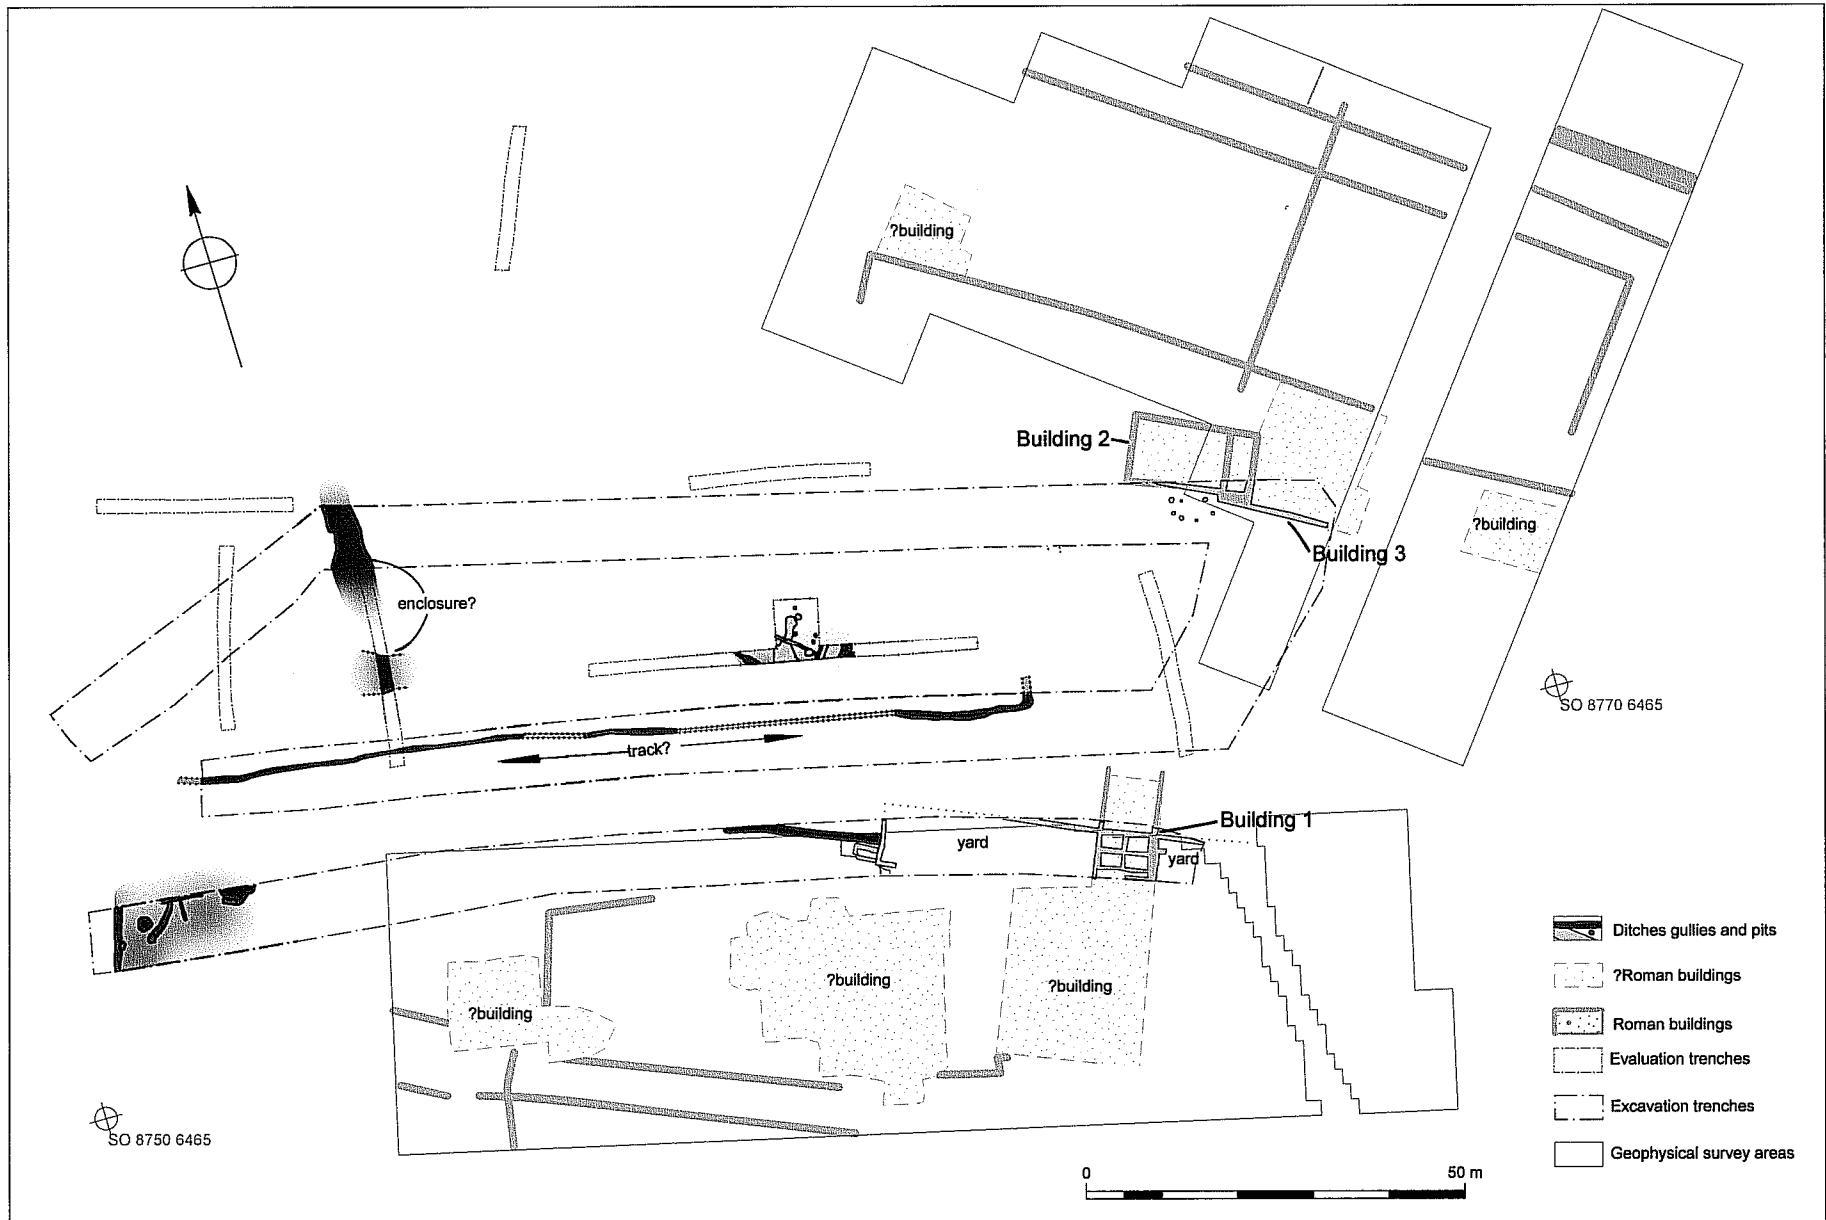 ?building
Building 2
Building 3
?building
enclosure?
SO 8770 6465
track?
Building 1
yard
yard
?building
?building
?building
SO 8750 6465
Ditches gullies and pits
?Roman buildings
Roman buildings
Evaluation trenches
Excavation trenches
Geophysical survey areas
0 50 m